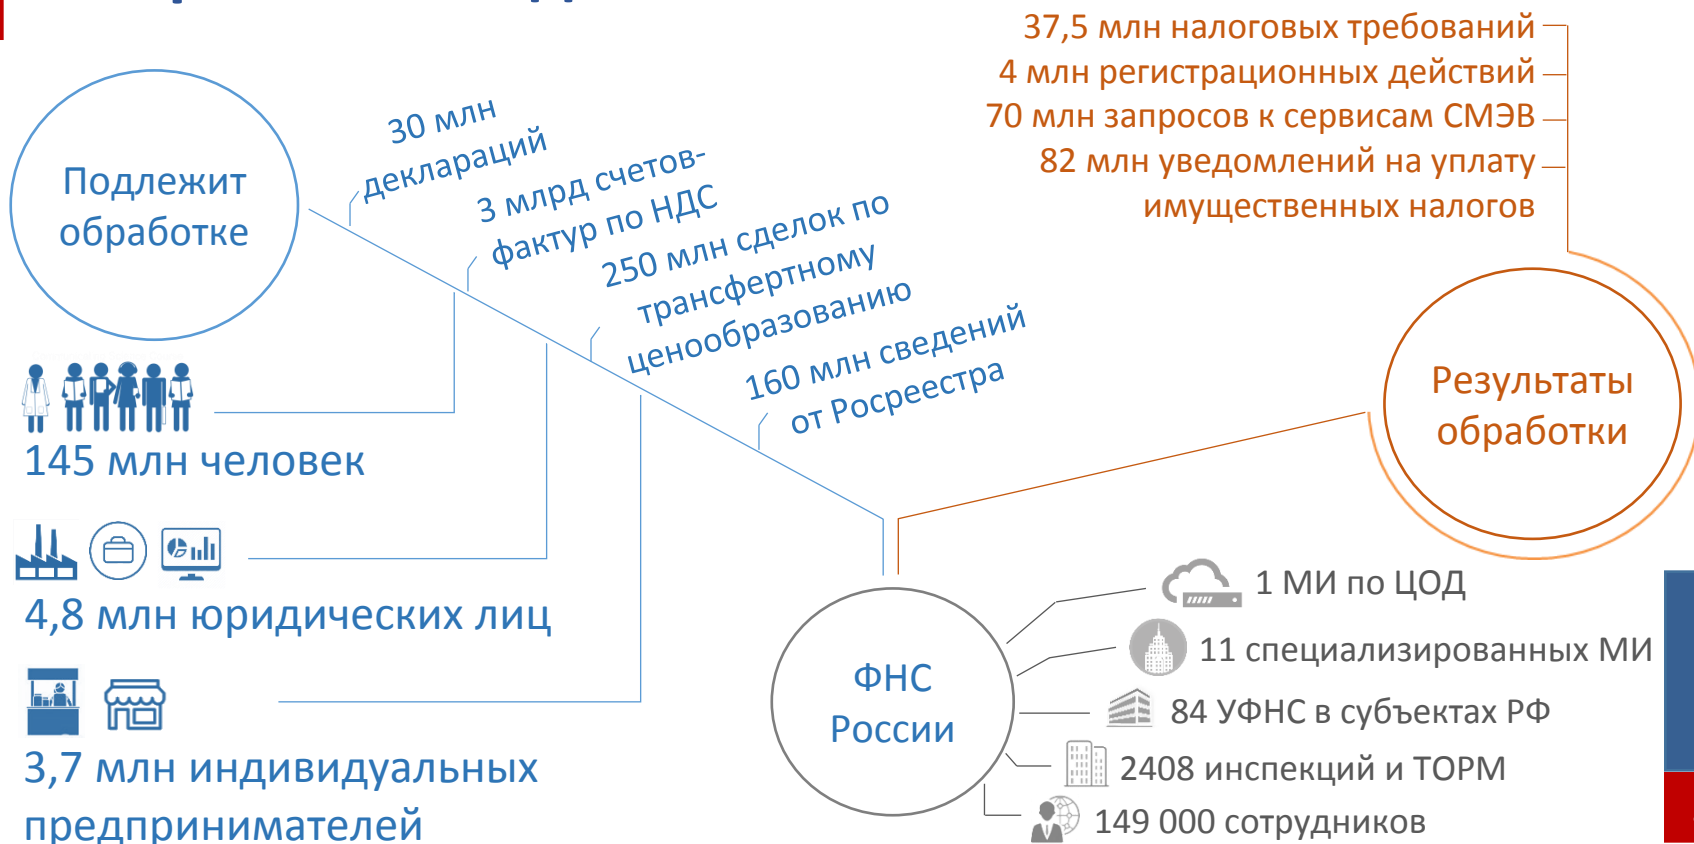 37,5 млн налоговых требований
4 млн регистрационных действий
70 млн запросов к сервисам СМЭВ
82 млн уведомлений на уплату
имущественных налогов
Подлежит
обработке
30 млн
деклараций
3 млрд счетов-
фактур по НДС
250 млн сделок по
трансфертному
ценообразованию
160 млн сведений
от Росреестра
145 млн человек
4,8 млн юридических лиц
3,7 млн индивидуальных
предпринимателей
Результаты
обработки
ФНС
России
1 МИ по ЦОД
11 специализированных МИ
84 УФНС в субъектах РФ
2408 инспекций и ТОРМ
149 000 сотрудников